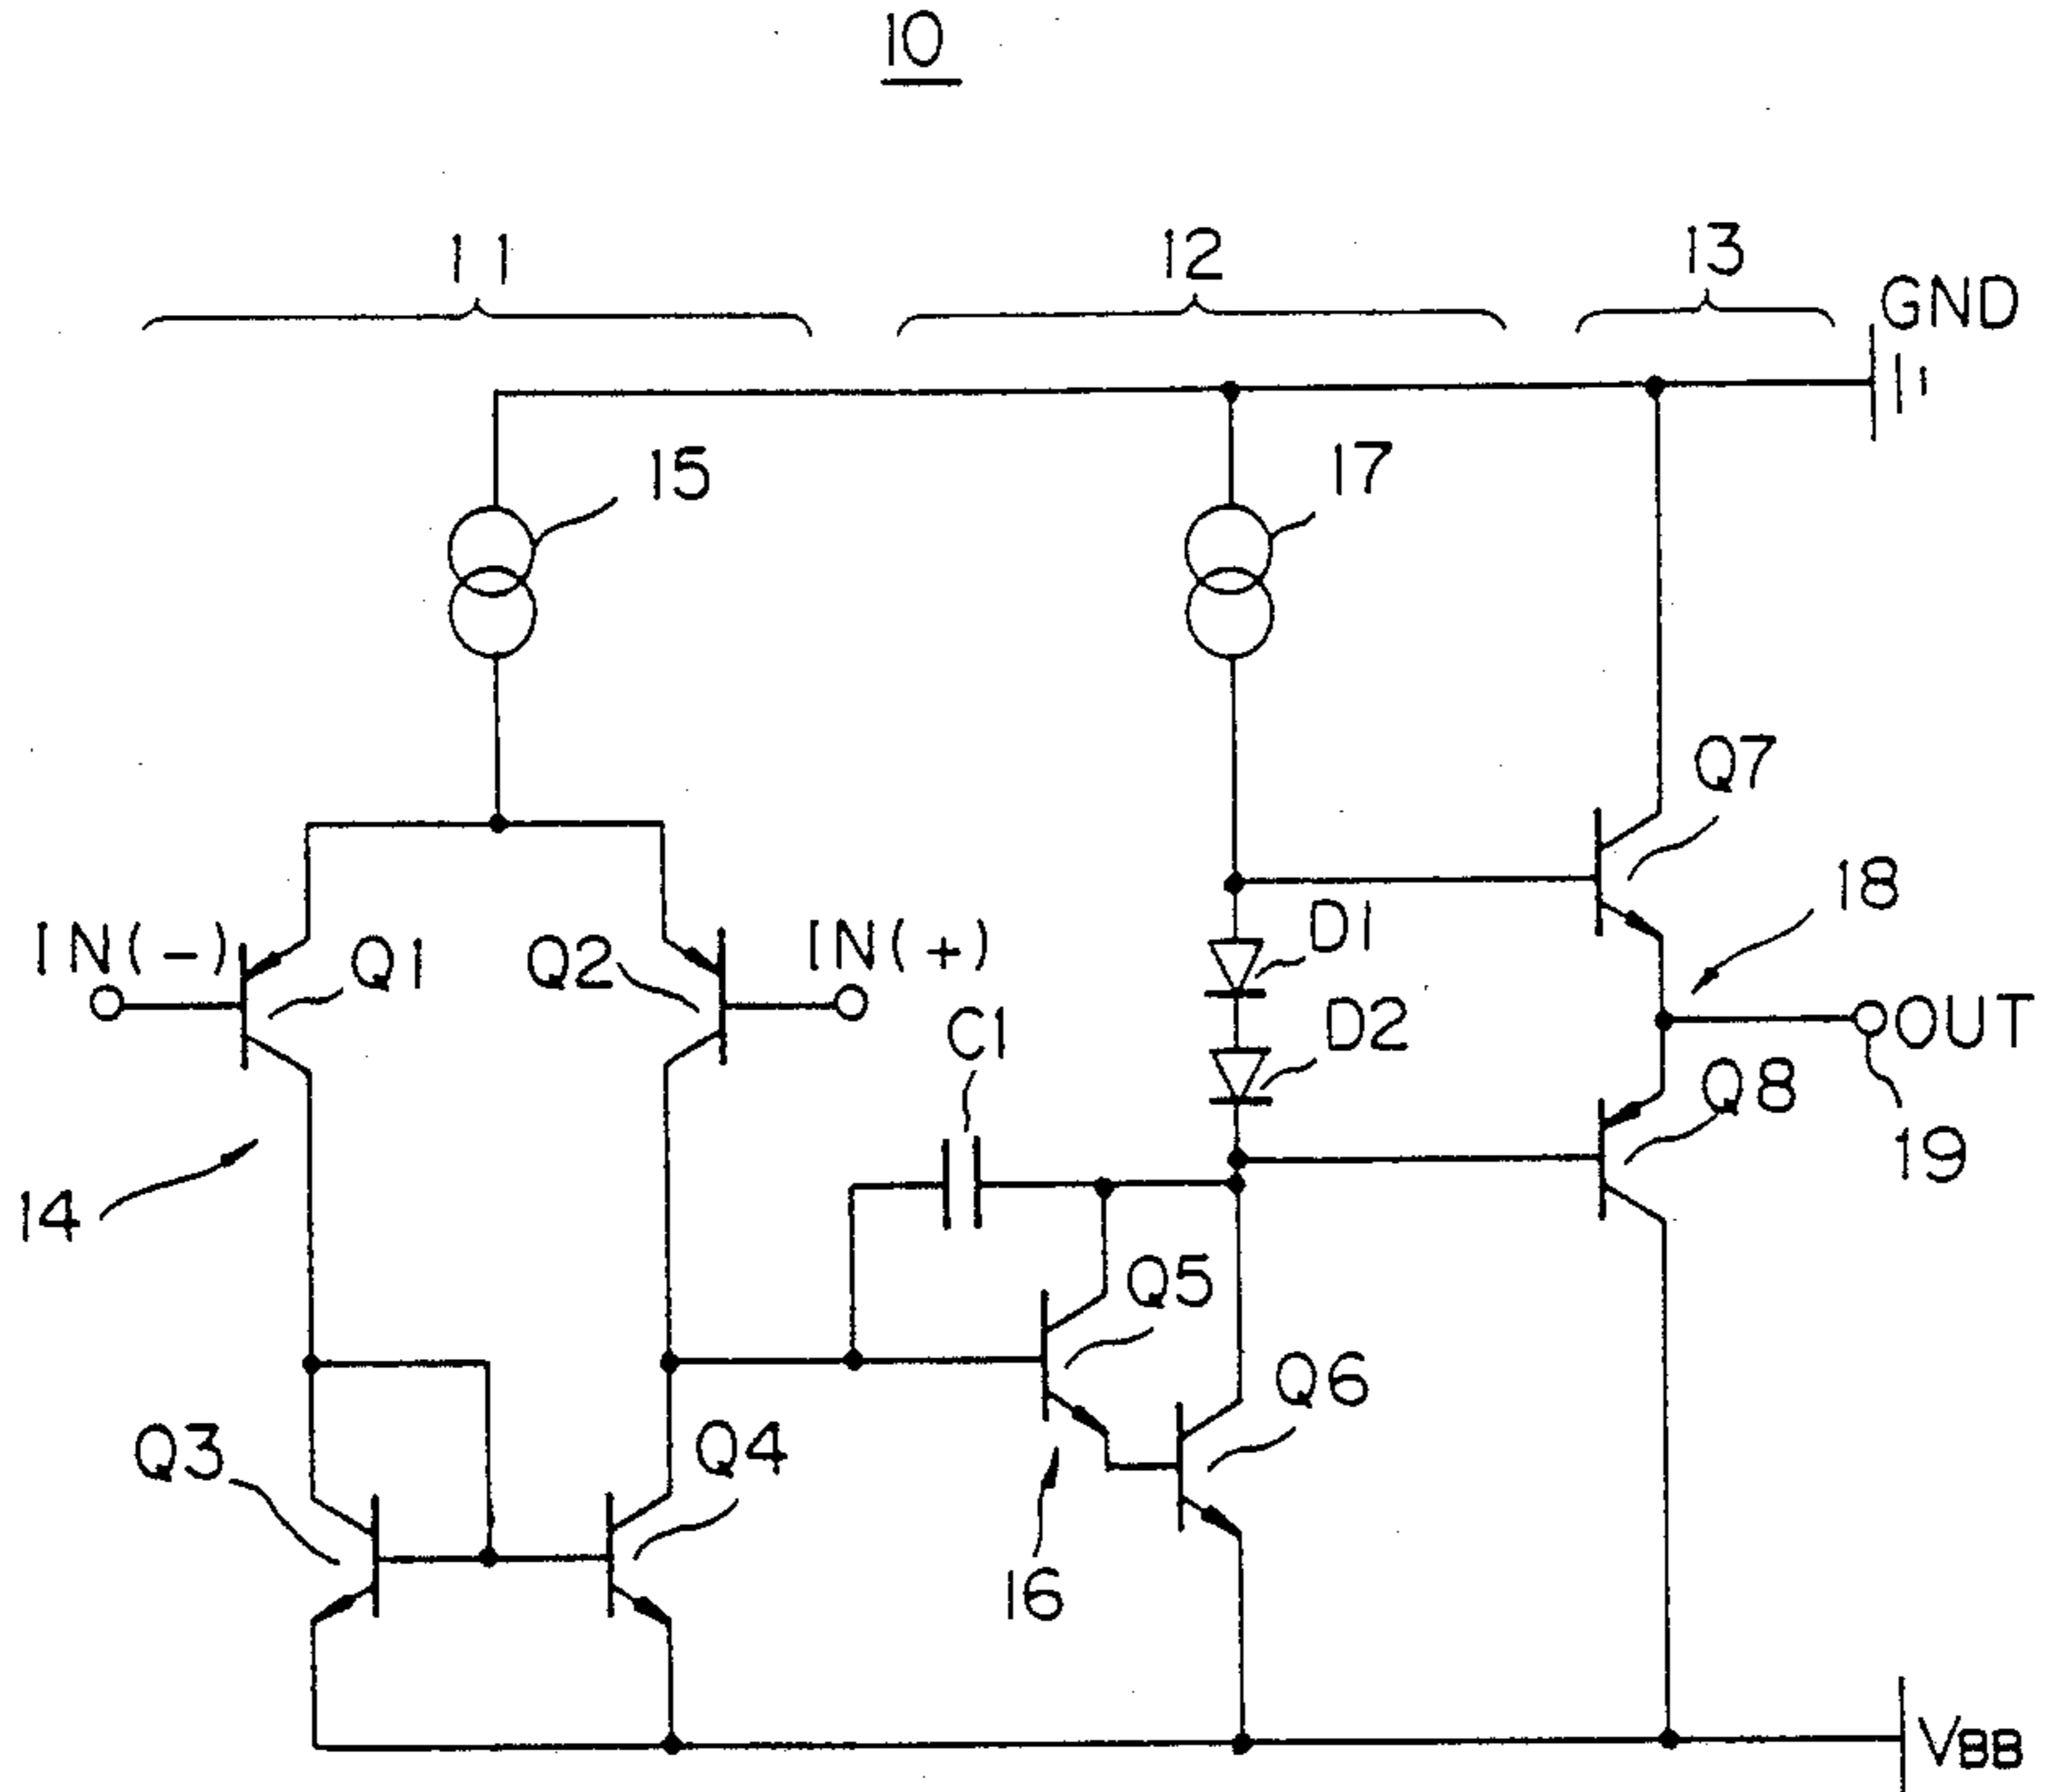 10
11
12
13
GND
15
17
Q7
18
IN(-)
Q1
Q2
IN(+)
D1
C1
D2
OUT
Q8
19
14
Q5
Q6
Q3
Q4
16
VBB